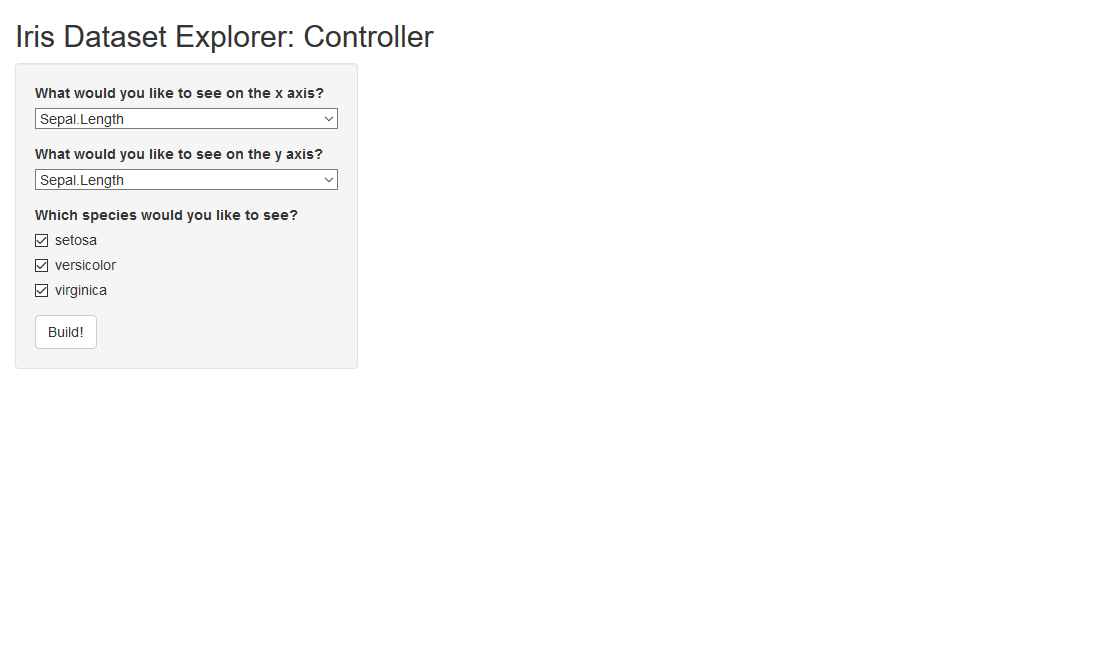 Iris Dataset Explorer: Controller
What would you like to see on the x axis?
Sepal.Length
What would you like to see on the y axis?
Sepal.Length
Which species would you like to see?
setosa
versicolor
virginica
Build!